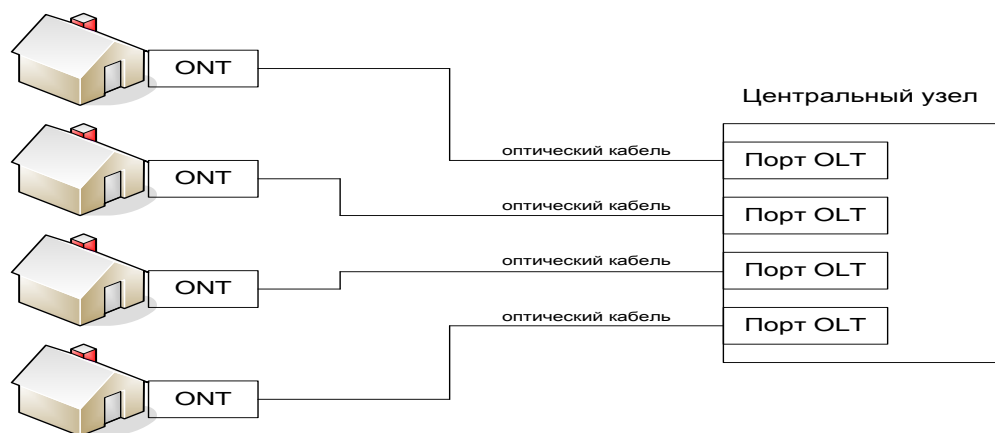 ONT
Центральный узел
оптический кабель
Порт OLT
ONT
оптический кабель
Порт OLT
ONT
оптический кабель
Порт OLT
оптический кабель
Порт OLT
ONT